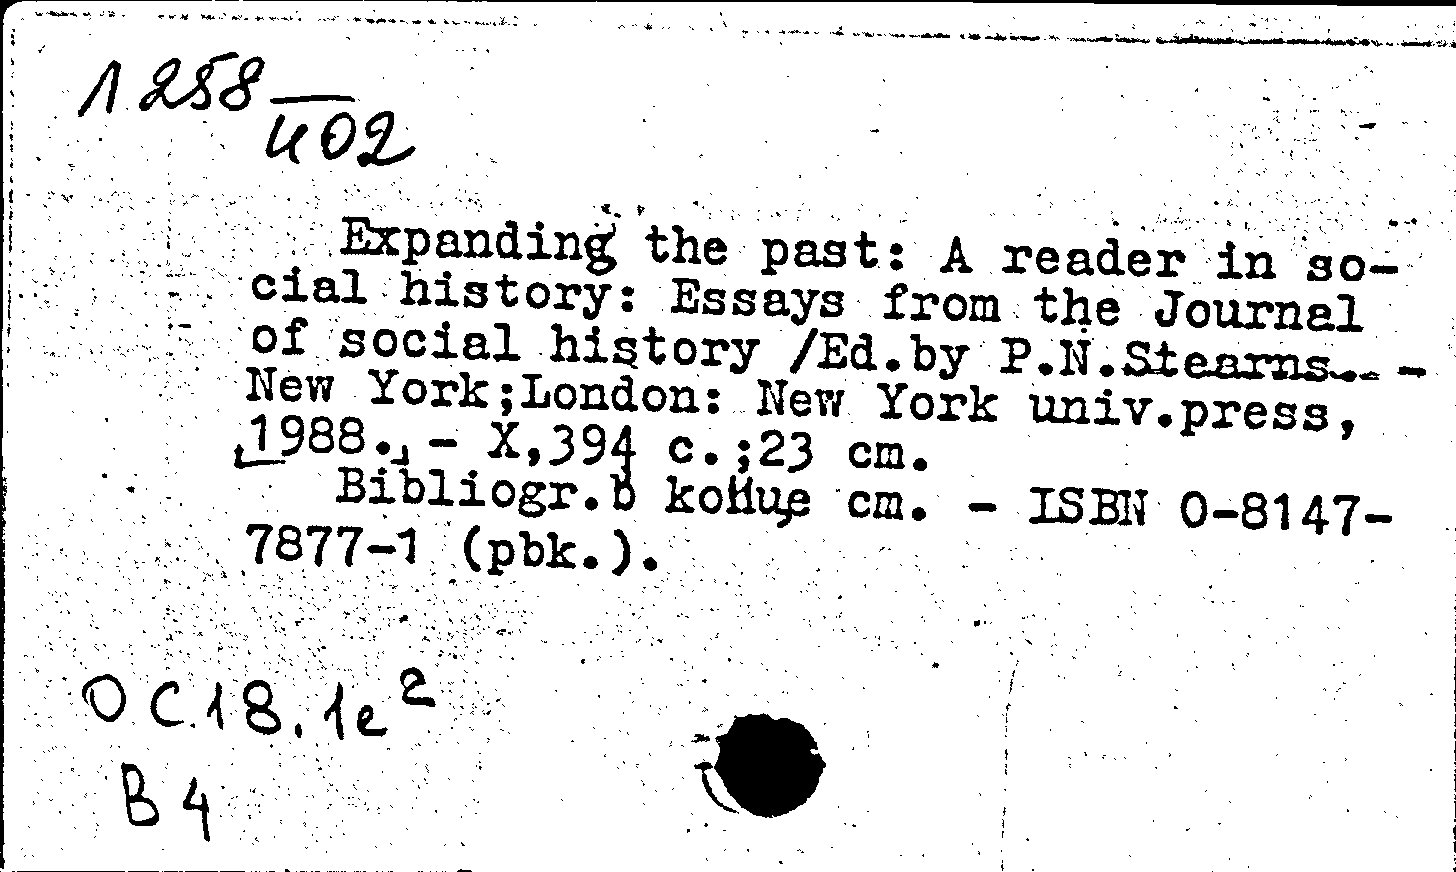 1 258
402
Expanding the past: A reader in so-
cial history: Essays from the Journal
of social history /Ed.by P.N.Stearns.. -
New York;London: New York univ.press,
[1988.] - X,394 c.;23 cm.
Bibliogr.в конце cm. - ISBN 0-8147-
7877-1 (pbk.).
OC18.1e²
B4